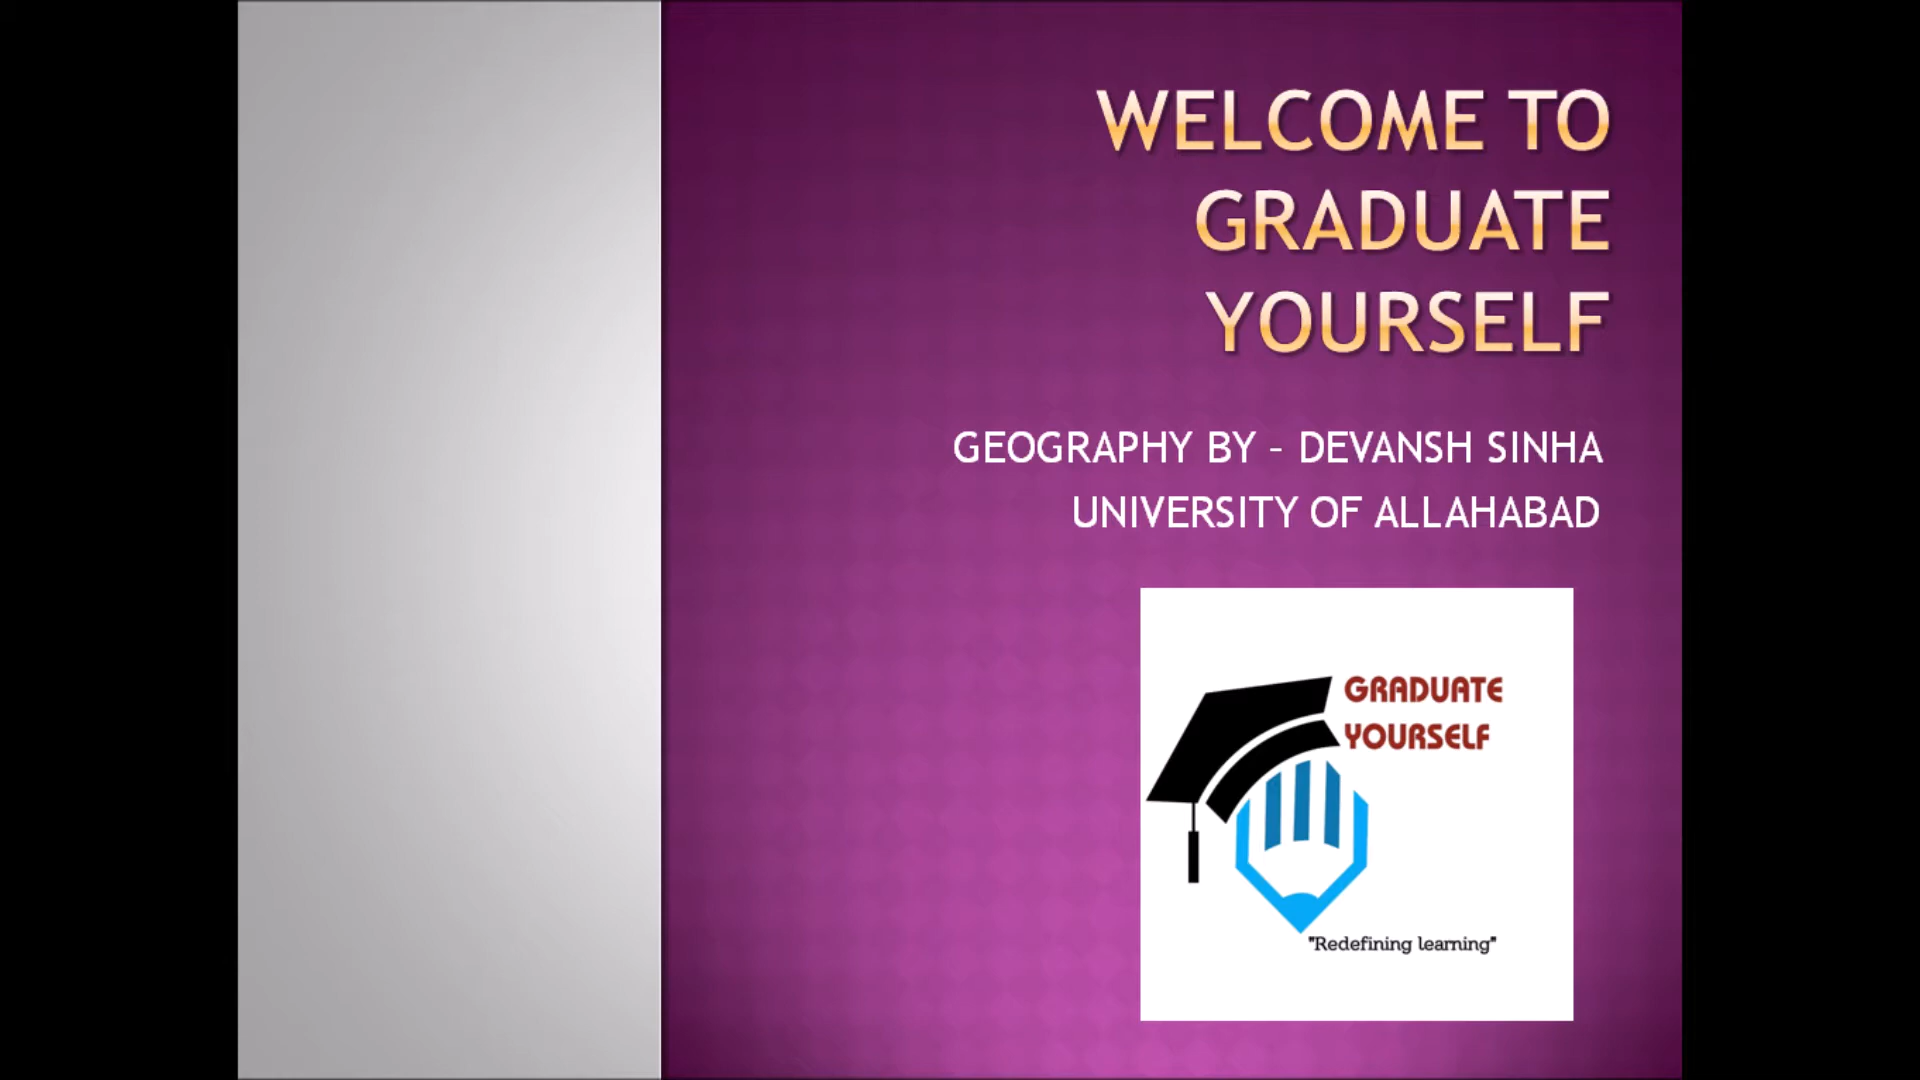 WELCOME TO
GRADUATE
YOURSELF
GEOGRAPHY BY – DEVANSH SINHA
UNIVERSITY OF ALLAHABAD
GRADUATE
YOURSELF
"Redefining learning"